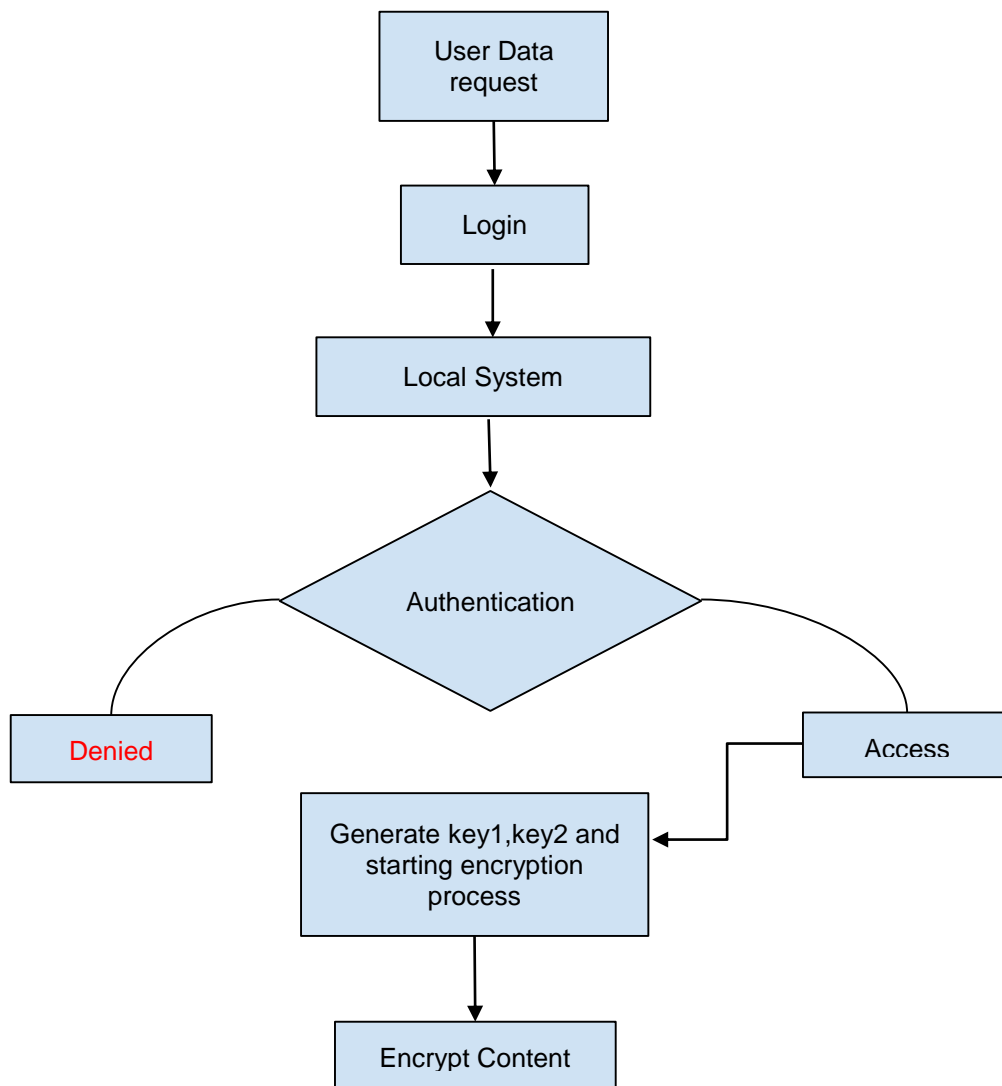 User Data
request
Login
Local System
Authentication
Denied
Access
Generate key1,key2 and
starting encryption
process
Encrypt Content